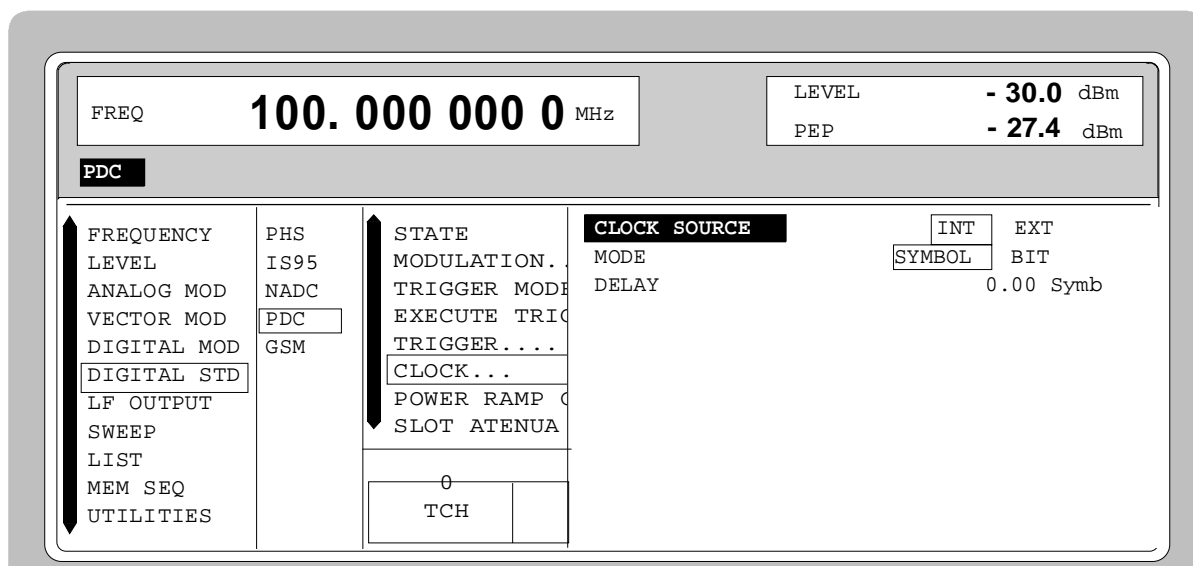 FREQ 100. 000 000 0 MHz
LEVEL - 30.0 dBm
PEP - 27.4 dBm
PDC
FREQUENCY
LEVEL
ANALOG MOD
VECTOR MOD
DIGITAL MOD
DIGITAL STD
LF OUTPUT
SWEEP
LIST
MEM SEQ
UTILITIES
PHS
IS95
NADC
PDC
GSM
STATE
MODULATION..
TRIGGER MODE
EXECUTE TRIG
TRIGGER....
CLOCK...
POWER RAMP C
SLOT ATENUA
0
TCH
CLOCK SOURCE INT EXT
MODE SYMBOL BIT
DELAY 0.00 Symb